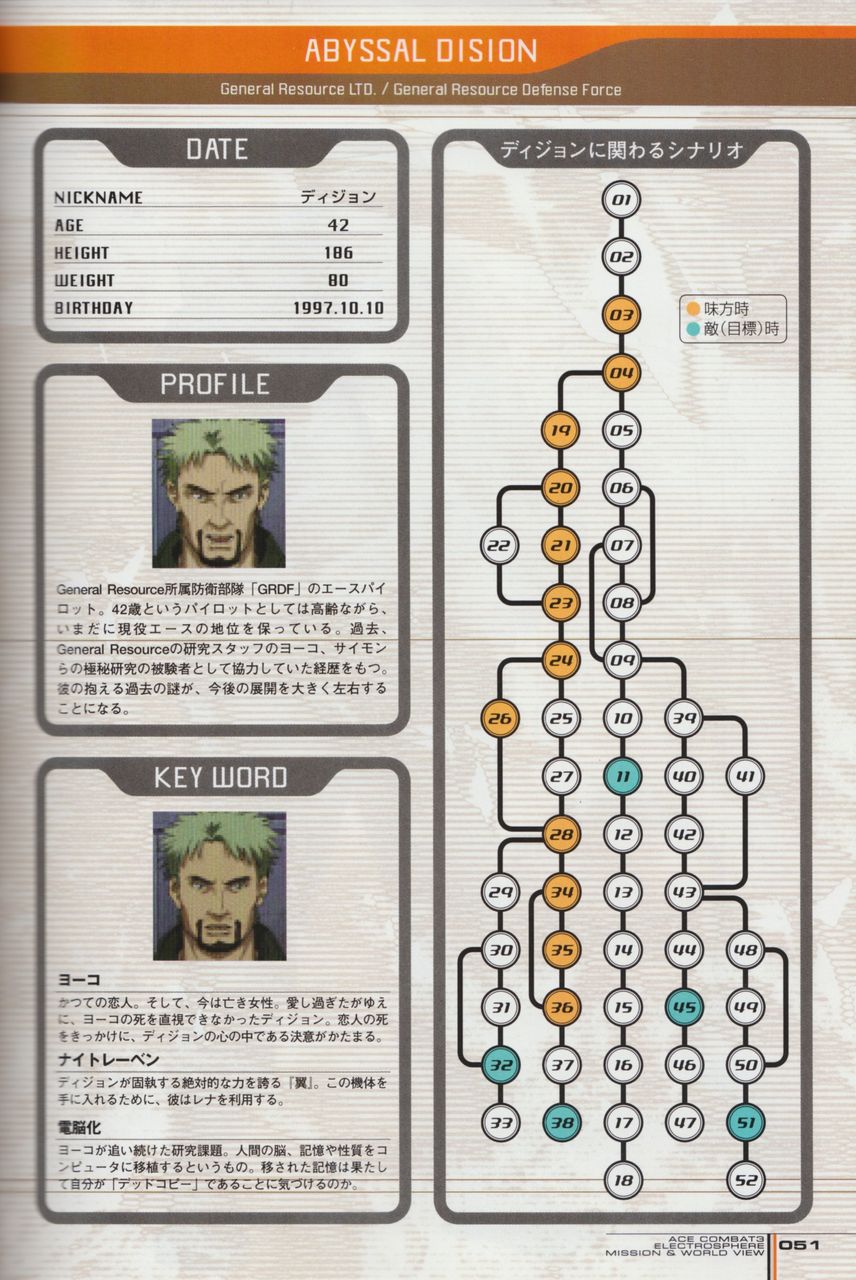 ABYSSAL DISION
General Resource LTD. / General Resource Defense Force
DATE
NICKNAME ディジョン
AGE 42
HEIGHT 186
WEIGHT 80
BIRTHDAY 1997.10.10
PROFILE
General Resource所属防衛部隊「GRDF」のエースパイ
ロット。42歳というパイロットとしては高齢ながら、
いまだに現役エースの地位を保っている。過去、
General Resourceの研究スタッフのヨーコ、サイモン
らの極秘研究の被験者として協力していた経歴をもつ。
彼の抱える過去の謎が、今後の展開を大きく左右する
ことになる。
KEY WORD
ヨーコ
かつての恋人。そして、今は亡き女性。愛し過ぎたがゆえ
に、ヨーコの死を直視できなかったディジョン。恋人の死
をきっかけに、ディジョンの心の中である決意がかたまる。
ナイトレーベン
ディジョンが固執する絶対的な力を誇る『翼』。この機体を
手に入れるために、彼はレナを利用する。
電脳化
ヨーコが追い続けた研究課題。人間の脳、記憶や性質をコ
ンピュータに移植するというもの。移された記憶は果たし
て自分が「デッドコピー」であることに気づけるのか。
ディジョンに関わるシナリオ
01
02
味方時
敵(目標)時
03
04
19 05
20 06
22 21 07
23 08
24 09
26 25 10 39
27 11 40 41
28 12 42
29 34 13 43
30 35 14 44 48
31 36 15 45 49
32 37 16 46 50
33 38 17 47 51
18 52
ACE COMBAT3
ELECTROSPHERE
MISSION & WORLD VIEW
051